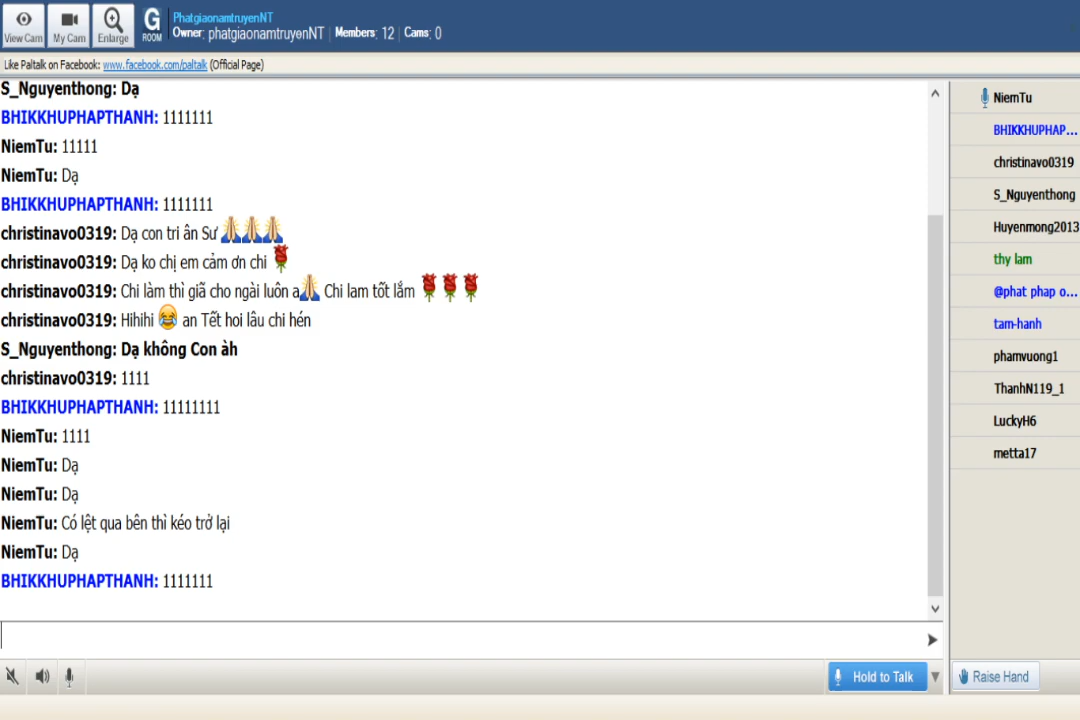 View Cam My Cam Enlarge G ROOM PhatgiaonamtruyenNT
Owner: phatgiaonamtruyenNT Members: 12 Cams: 0
Like Paltalk on Facebook: www.facebook.com/paltalk (Official Page)
S_Nguyenthong: Dạ
BHIKKHUPHAPTHANH: 1111111
NiemTu: 11111
NiemTu: Dạ
BHIKKHUPHAPTHANH: 1111111
christinavo0319: Dạ con tri ân Sư 🙏🙏🙏
christinavo0319: Dạ ko chị em cảm ơn chi 🌹
christinavo0319: Chi làm thì giã cho ngài luôn a🙏 Chi lam tốt lắm 🌹🌹🌹
christinavo0319: Hihihi 😂 an Tết hoi lâu chi hén
S_Nguyenthong: Dạ không Con àh
christinavo0319: 1111
BHIKKHUPHAPTHANH: 11111111
NiemTu: 1111
NiemTu: Dạ
NiemTu: Dạ
NiemTu: Có lệt qua bên thì kéo trở lại
NiemTu: Dạ
BHIKKHUPHAPTHANH: 1111111
NiemTu
BHIKKHUPHAP...
christinavo0319
S_Nguyenthong
Huyenmong2013
thy lam
@phat phap o...
tam-hanh
phamvuong1
ThanhN119_1
LuckyH6
metta17
Hold to Talk
Raise Hand